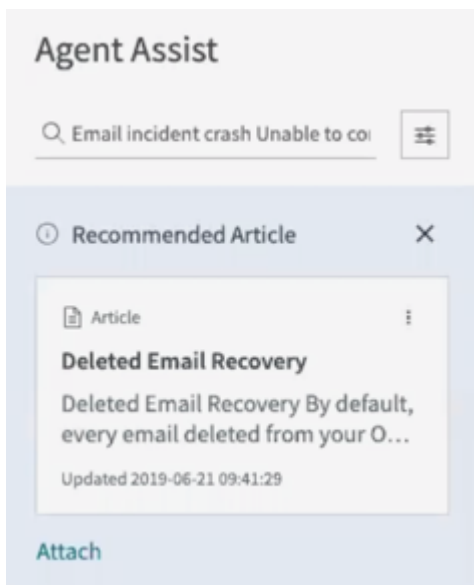 Agent Assist
Email incident crash Unable to co
Recommended Article
Article
Deleted Email Recovery
Deleted Email Recovery By default,
every email deleted from your O...
Updated 2019-06-21 09:41:29
Attach